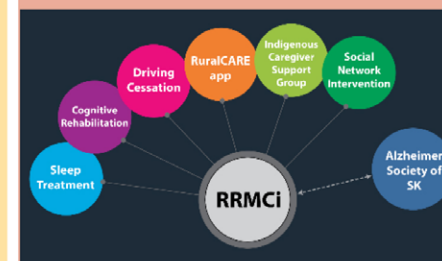 Sleep
Treatment
Cognitive
Rehabilitation
Driving
Cessation
RuralCARE
app
Indigenous
Caregiver
Support
Group
Social
Network
Intervention
RRMCi
Alzheimer
Society of
SK